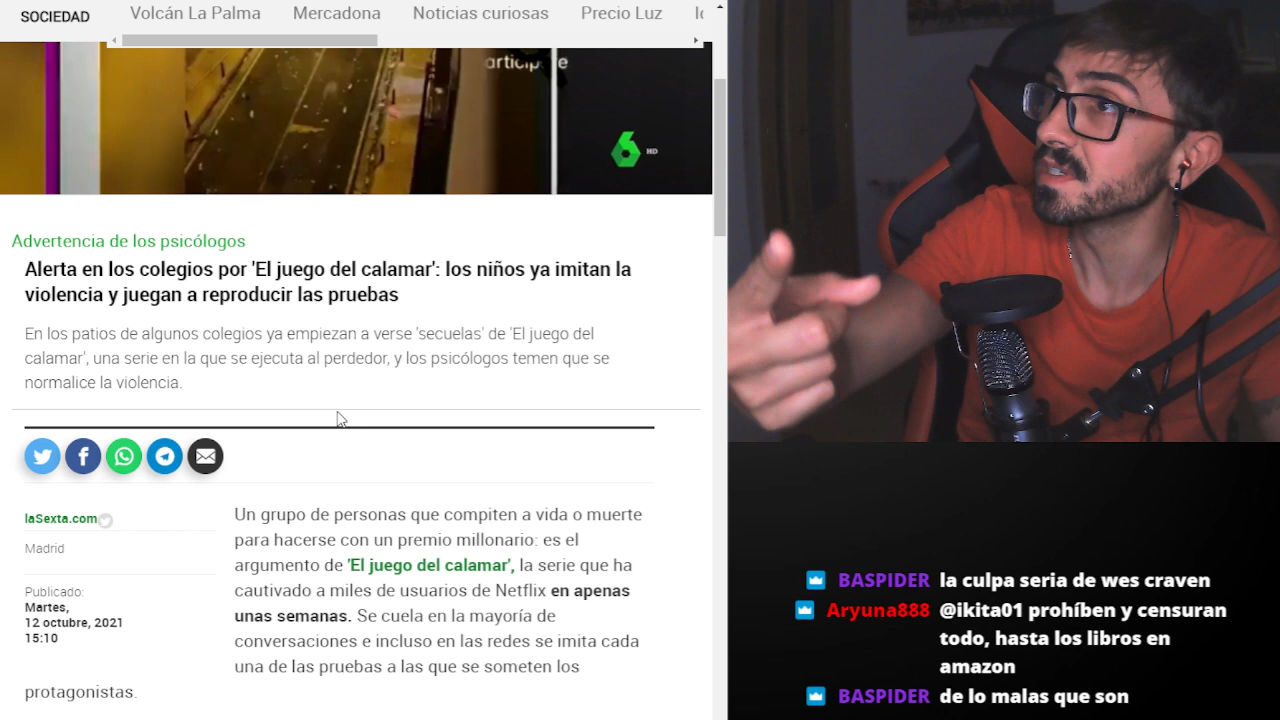 SOCIEDAD Volcán La Palma Mercadona Noticias curiosas Precio Luz
HD
Advertencia de los psicólogos
Alerta en los colegios por 'El juego del calamar': los niños ya imitan la
violencia y juegan a reproducir las pruebas
En los patios de algunos colegios ya empiezan a verse 'secuelas' de 'El juego del
calamar', una serie en la que se ejecuta al perdedor, y los psicólogos temen que se
normalice la violencia.
laSexta.com
Madrid
Publicado:
Martes,
12 octubre, 2021
15:10
Un grupo de personas que compiten a vida o muerte
para hacerse con un premio millonario: es el
argumento de 'El juego del calamar', la serie que ha
cautivado a miles de usuarios de Netflix en apenas
unas semanas. Se cuela en la mayoría de
conversaciones e incluso en las redes se imita cada
una de las pruebas a las que se someten los
protagonistas.
BASPIDER la culpa seria de wes craven
Aryuna888 @ikita01 prohíben y censuran
todo, hasta los libros en
amazon
BASPIDER de lo malas que son